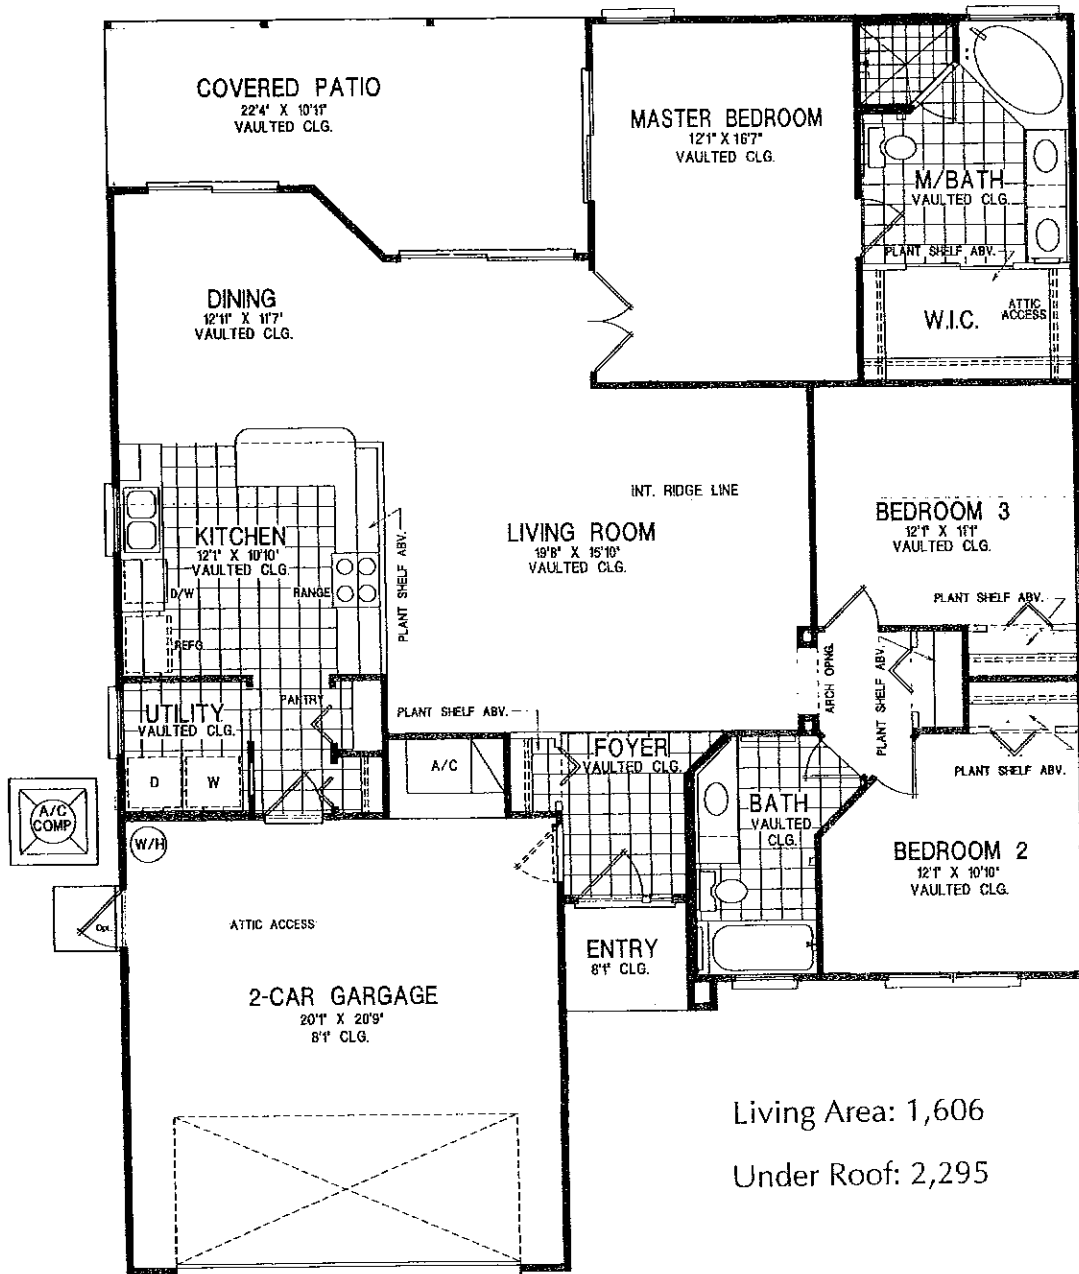 COVERED PATIO
22'4" X 10'11"
VAULTED CLG.
MASTER BEDROOM
12'1" X 16'7"
VAULTED CLG.
M/BATH
VAULTED CLG.
PLANT SHELF ABV.
W.I.C.
ATTIC
ACCESS
DINING
12'11" X 11'7"
VAULTED CLG.
INT. RIDGE LINE
LIVING ROOM
19'8" X 15'10"
VAULTED CLG.
BEDROOM 3
12'1" X 11'1"
VAULTED CLG.
PLANT SHELF ABV.
KITCHEN
12'1" X 10'10"
VAULTED CLG.
D/W
RANGE
REFG
PLANT SHELF ABV.
ARCH OPNG.
PLANT SHELF ABV.
PANTRY
UTILITY
VAULTED CLG.
D
W
PLANT SHELF ABV.
A/C
FOYER
VAULTED CLG.
PLANT SHELF ABV.
BATH
VAULTED
CLG.
A/C
COMP
W/H
BEDROOM 2
12'1" X 10'10"
VAULTED CLG.
Opt.
ATTIC ACCESS
ENTRY
8'1" CLG.
2-CAR GARGAGE
20'1" X 20'9"
8'1" CLG.
Living Area: 1,606
Under Roof: 2,295